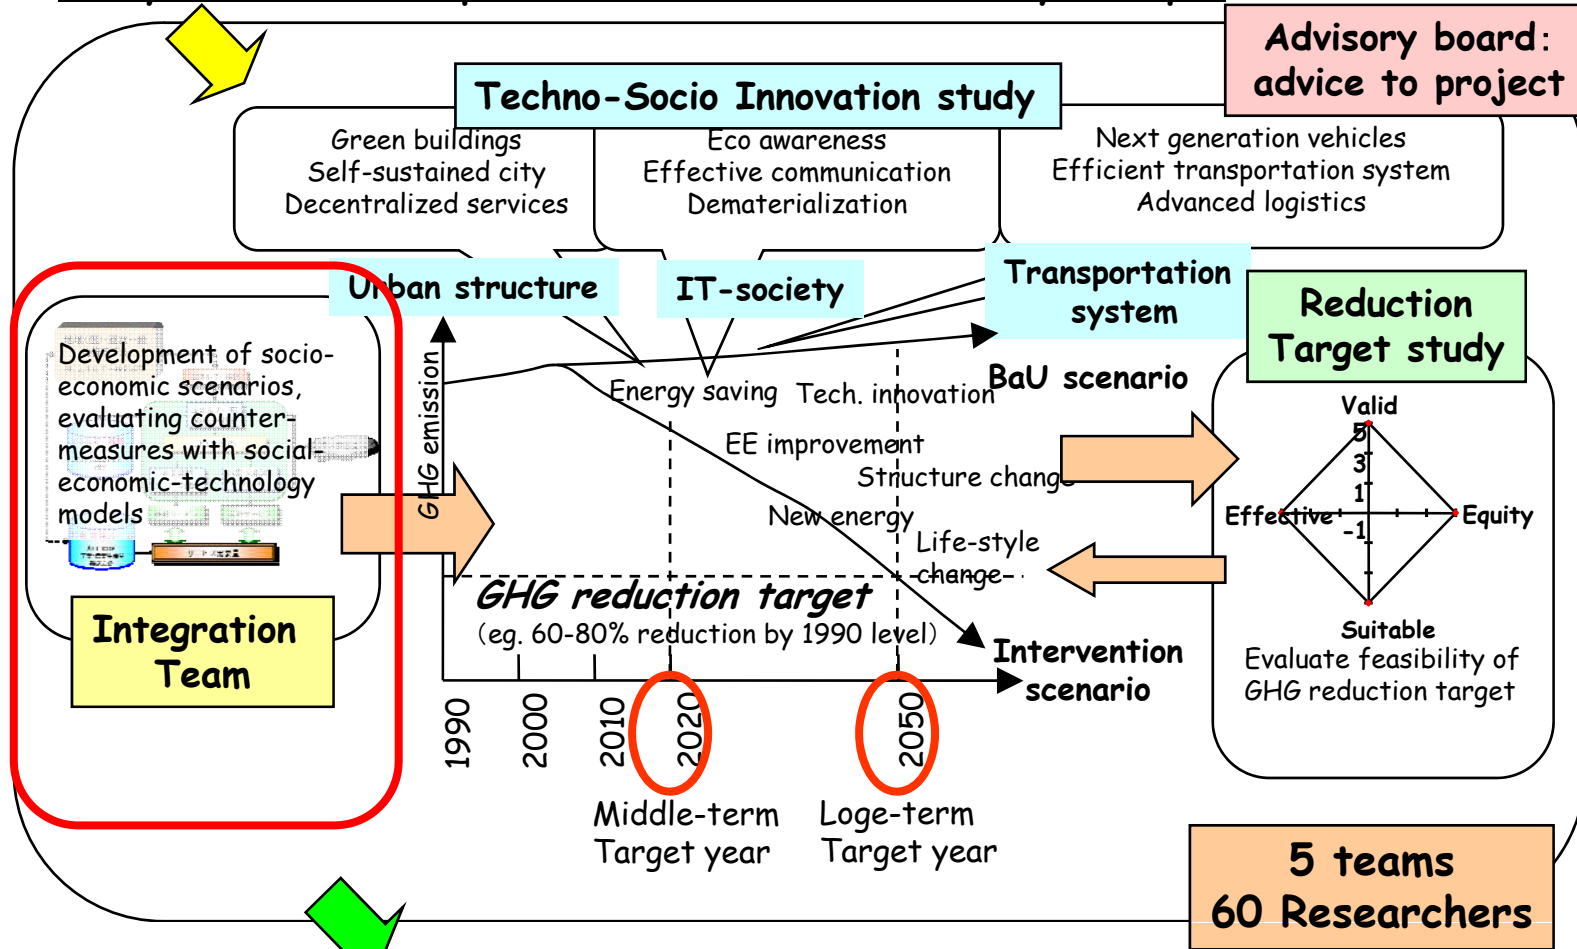 Advisory board:
advice to project
Techno-Socio Innovation study
Green buildings
Self-sustained city
Decentralized services
Eco awareness
Effective communication
Dematerialization
Next generation vehicles
Efficient transportation system
Advanced logistics
Urban structure
IT-society
Transportation
system
Reduction
Target study
Development of socio-
economic scenarios,
evaluating counter-
measures with social-
economic-technology
models
Integration
Team
GHG emission
Energy saving
Tech. innovation
BaU scenario
EE improvement
Structure change
New energy
Life-style
change
GHG reduction target
(eg. 60-80% reduction by 1990 level)
Intervention
scenario
1990
2000
2010
2020
2050
Middle-term
Target year
Loge-term
Target year
Valid
5
3
1
-1
Effective
Equity
Suitable
Evaluate feasibility of
GHG reduction target
5 teams
60 Researchers